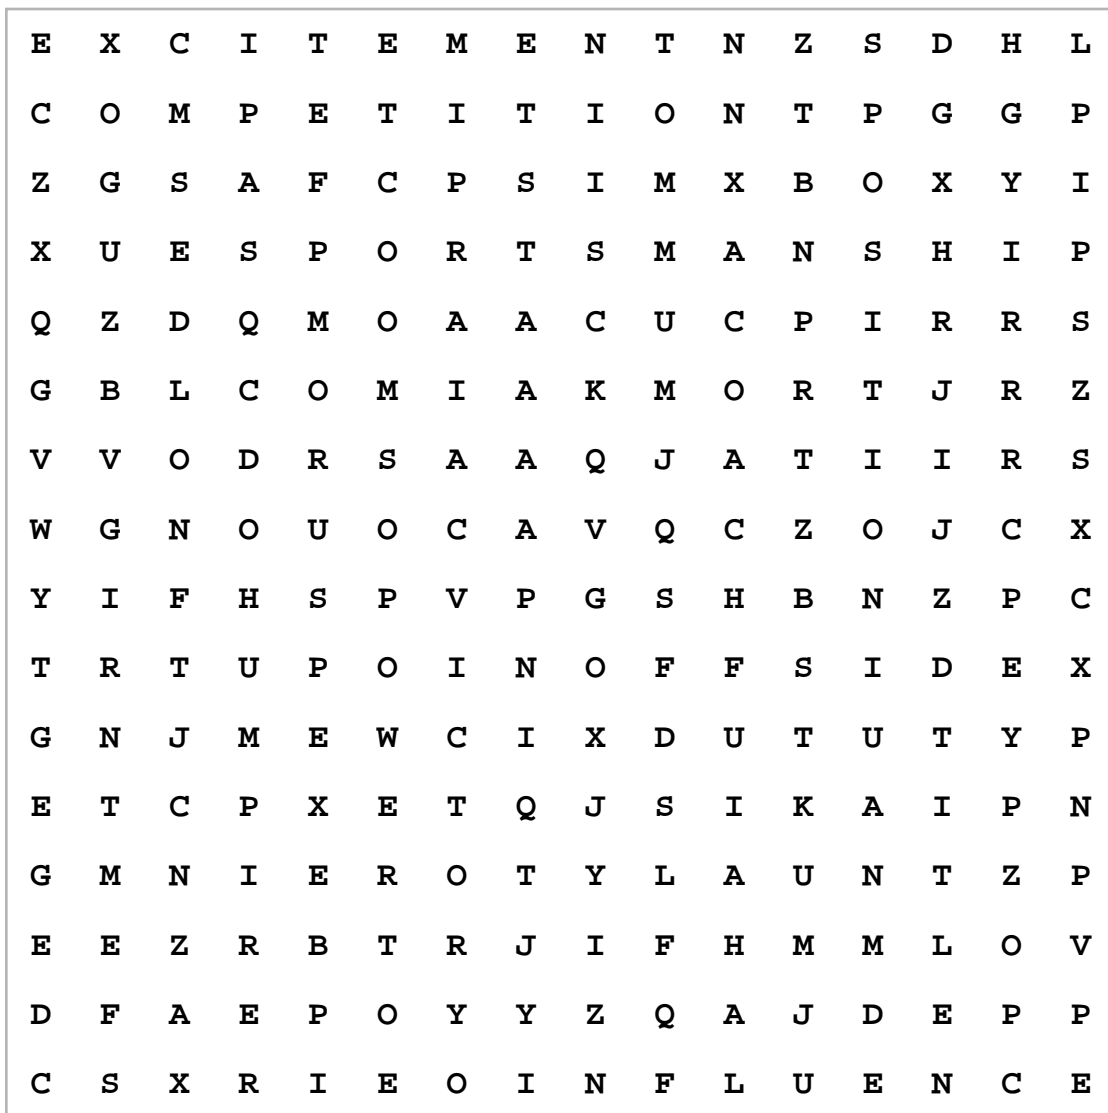 E X C I T E M E N T N Z S D H L
C O M P E T I T I O N T P G G P
Z G S A F C P S I M X B O X Y I
X U E S P O R T S M A N S H I P
Q Z D Q M O A A C U C P I R R S
G B L C O M I A K M O R T J R Z
V V O D R S A A Q J A T I I R S
W G N O U O C A V Q C Z O J C X
Y I F H S P V P G S H B N Z P C
T R T U P O I N O F F S I D E X
G N J M E W C I X D U T U T Y P
E T C P X E T Q J S I K A I P N
G M N I E R O T Y L A U N T Z P
E E Z R B T R J I F H M M L O V
D F A E P O Y Y Z Q A J D E P P
C S X R I E O I N F L U E N C E